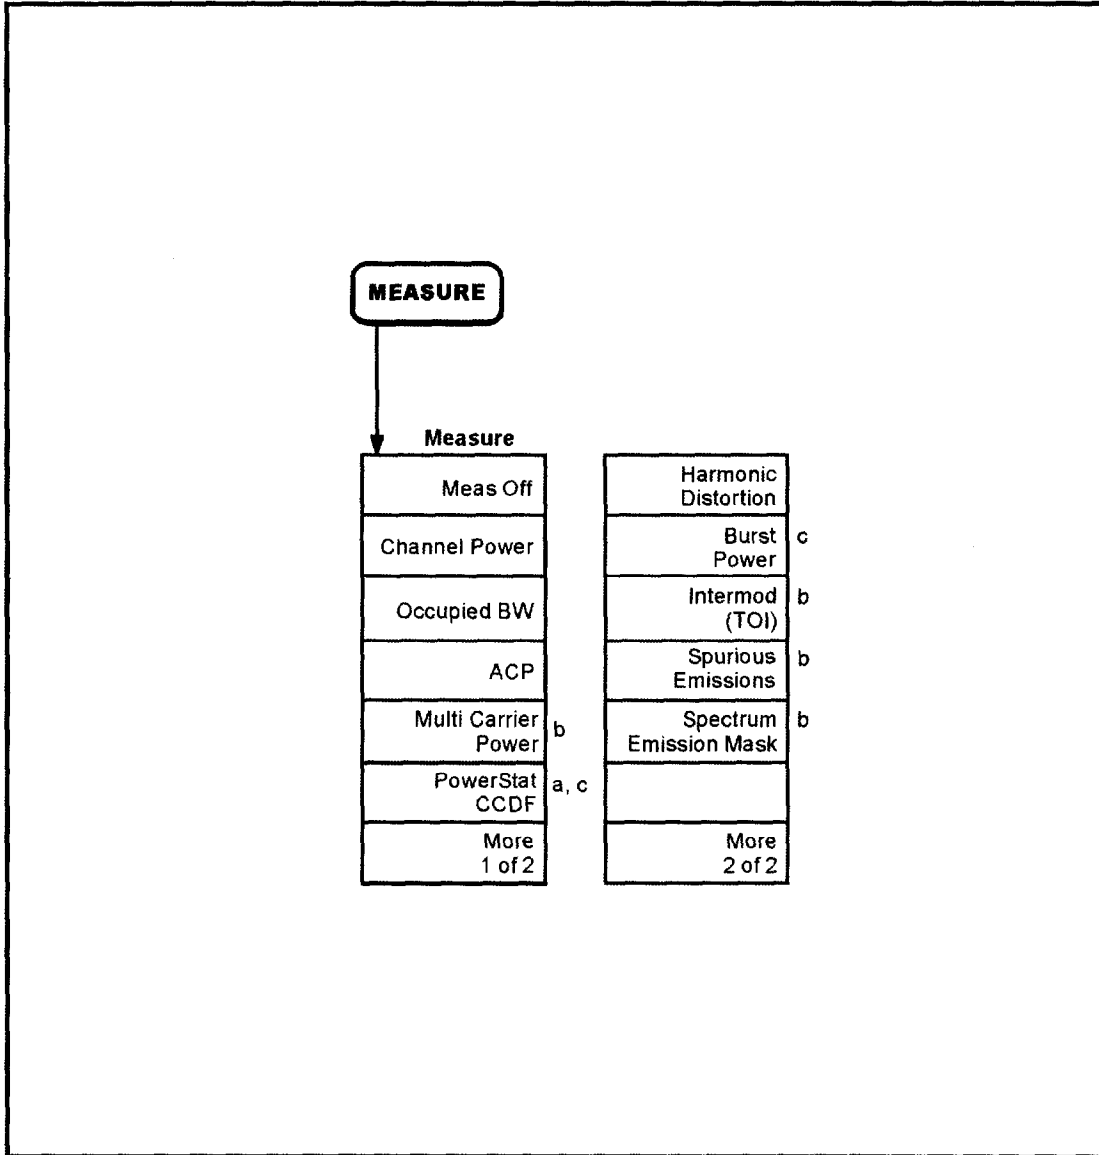 MEASURE
Measure
Meas Off
Channel Power
Occupied BW
ACP
Multi Carrier
Power
b
PowerStat
CCDF
a, c
More
1 of 2
Harmonic
Distortion
Burst
Power
c
Intermod
(TOI)
b
Spurious
Emissions
b
Spectrum
Emission Mask
b
More
2 of 2